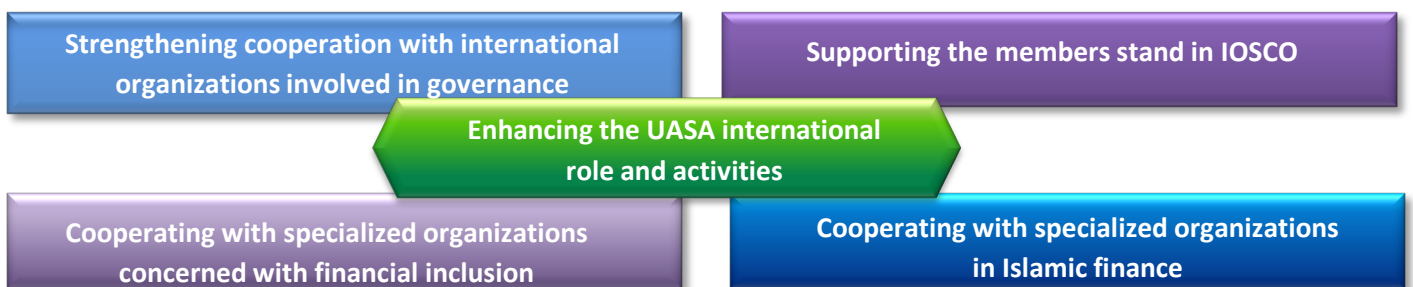 Strengthening cooperation with international
organizations involved in governance
Supporting the members stand in IOSCO
Enhancing the UASA international
role and activities
Cooperating with specialized organizations
concerned with financial inclusion
Cooperating with specialized organizations
in Islamic finance